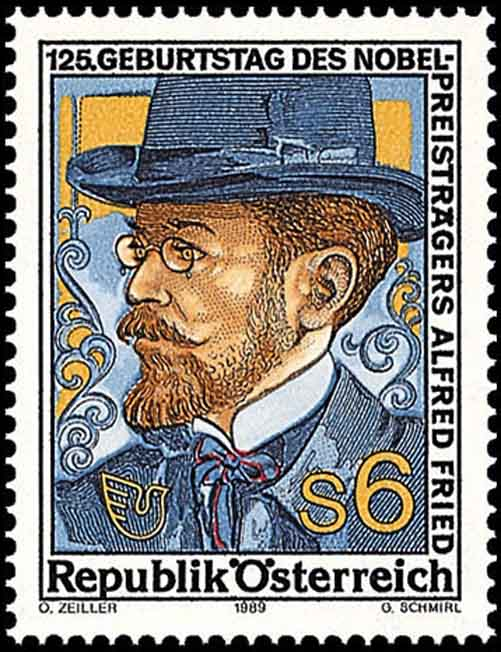 125. GEBURTSTAG DES NOBEL-
PREISTRÄGERS ALFRED FRIED
s6
Republik Österreich
O. ZEILLER 1989 G. SCHMIRL